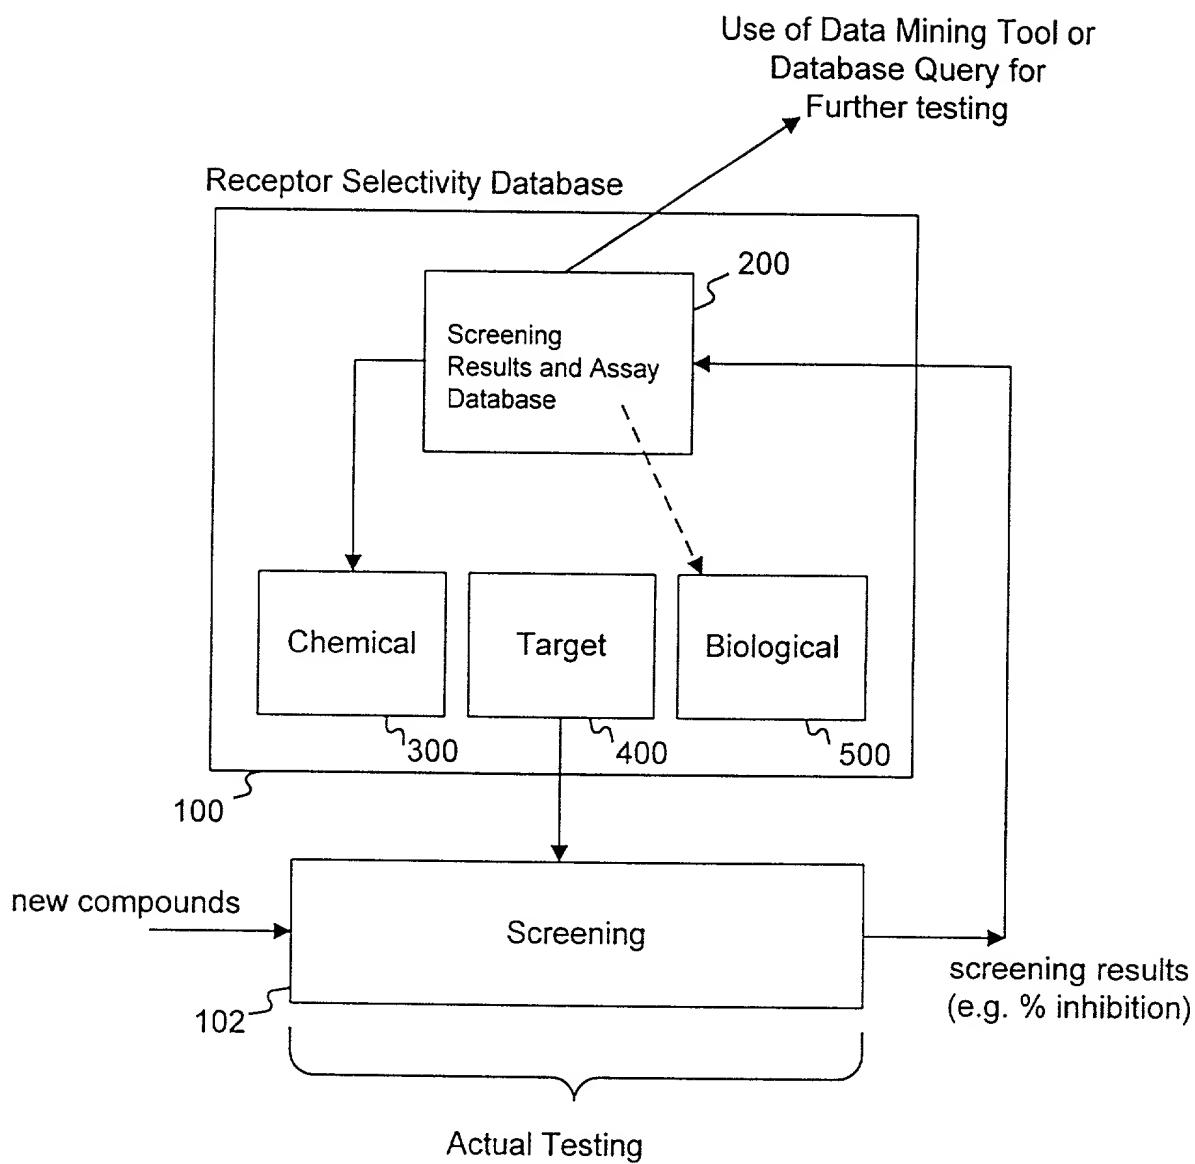 Use of Data Mining Tool or
Database Query for
Further testing
Receptor Selectivity Database
200
Screening
Results and Assay
Database
Chemical
Target
Biological
300
400
500
100
new compounds
Screening
screening results
(e.g. % inhibition)
102
Actual Testing